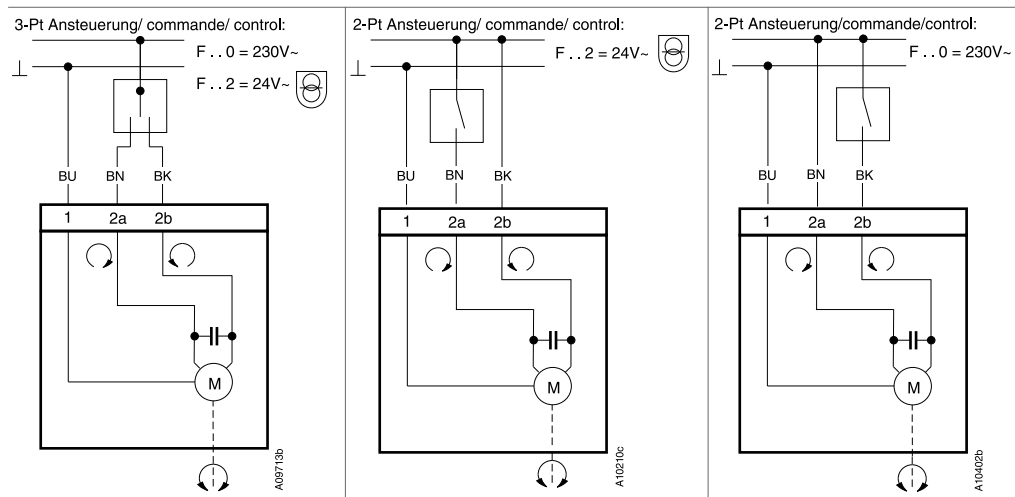 3-Pt Ansteuerung/ commande/ control:
F . . 0 = 230V~
F . . 2 = 24V~
BU BN BK
1 2a 2b
M
A09713b
2-Pt Ansteuerung/ commande/ control:
F . . 2 = 24V~
BU BN BK
1 2a 2b
M
A10210c
2-Pt Ansteuerung/commande/ control:
F . . 0 = 230V~
BU BN BK
1 2a 2b
M
A10402b